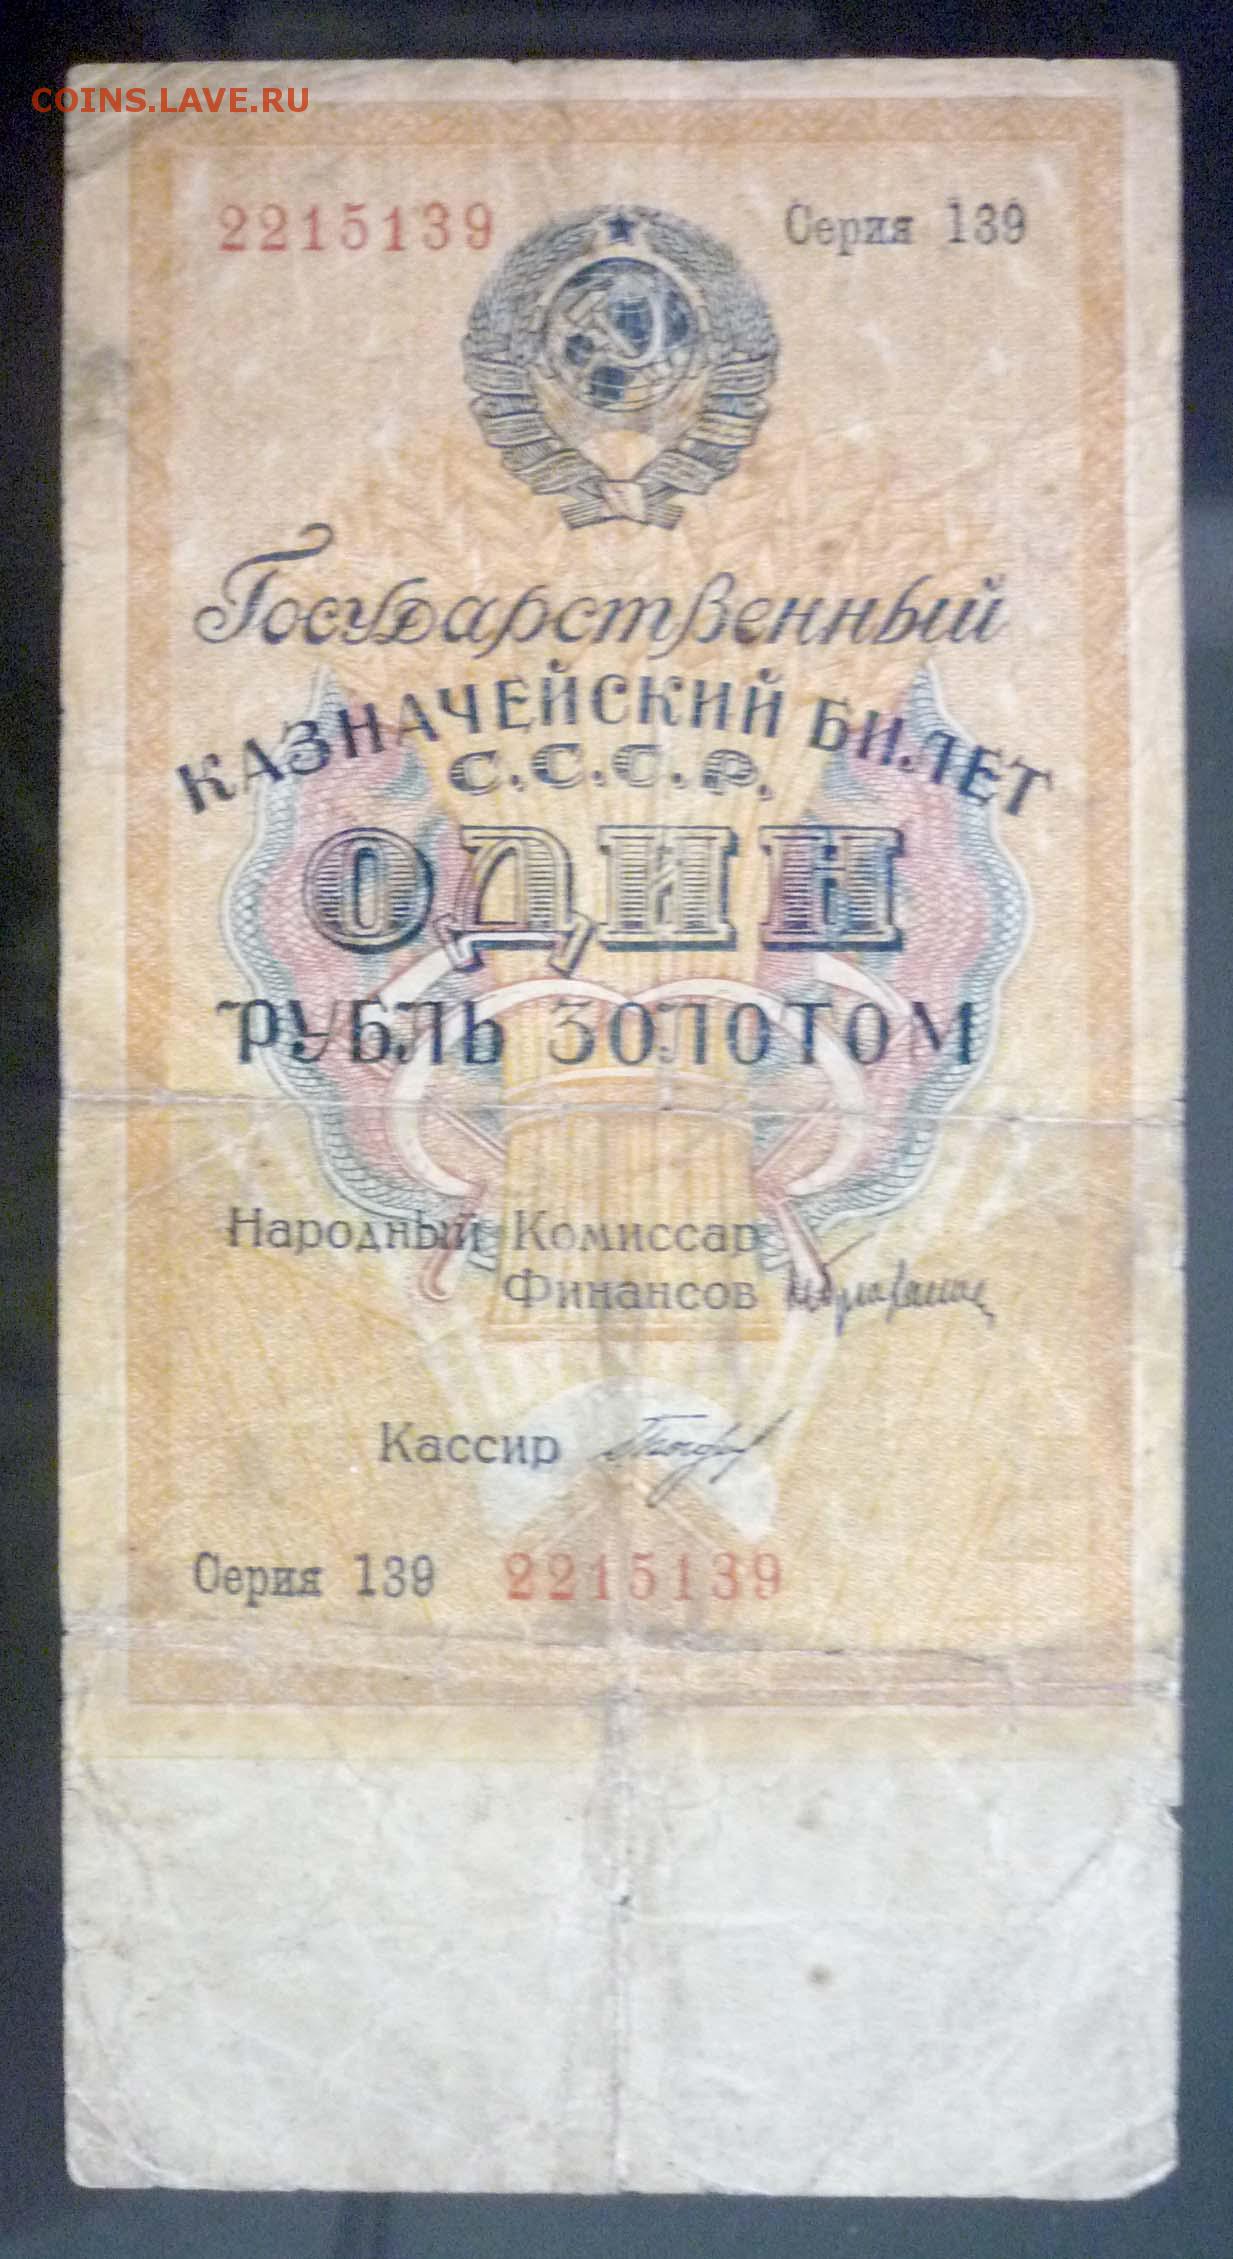 COINS.LAVE.RU
2215139 Серия 139
Государственный
КАЗНАЧЕЙСКИЙ БИЛЕТ
С.С.С.Р.
ОДИН
РУБЛЬ ЗОЛОТОМ
Народный Комиссар
Финансов
Кассир
Серия 139 2215139